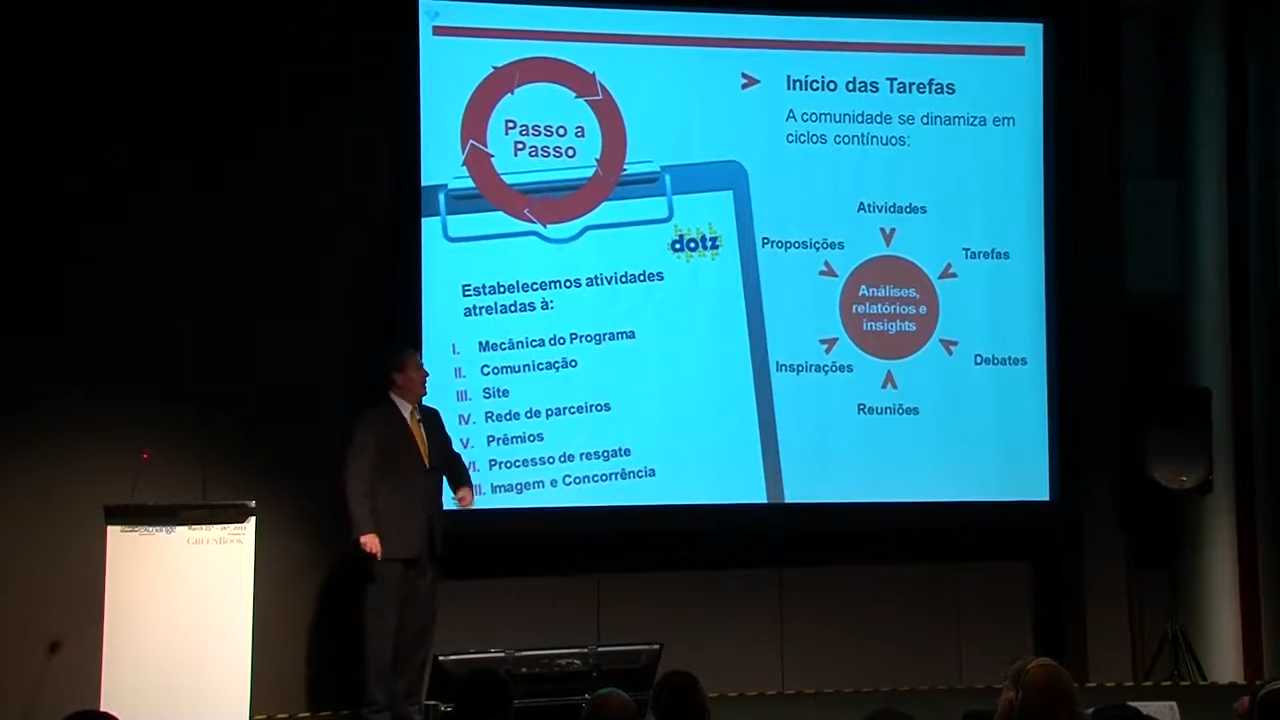 Passo a
Passo
dotz
Estabelecemos atividades
atreladas à:
I. Mecânica do Programa
II. Comunicação
III. Site
IV. Rede de parceiros
V. Prêmios
VI. Processo de resgate
II. Imagem e Concorrência
Início das Tarefas
A comunidade se dinamiza em
ciclos contínuos:
Atividades
Proposições
Tarefas
Análises,
relatórios e
insights
Inspirações
Debates
Reuniões
GREENBOOK